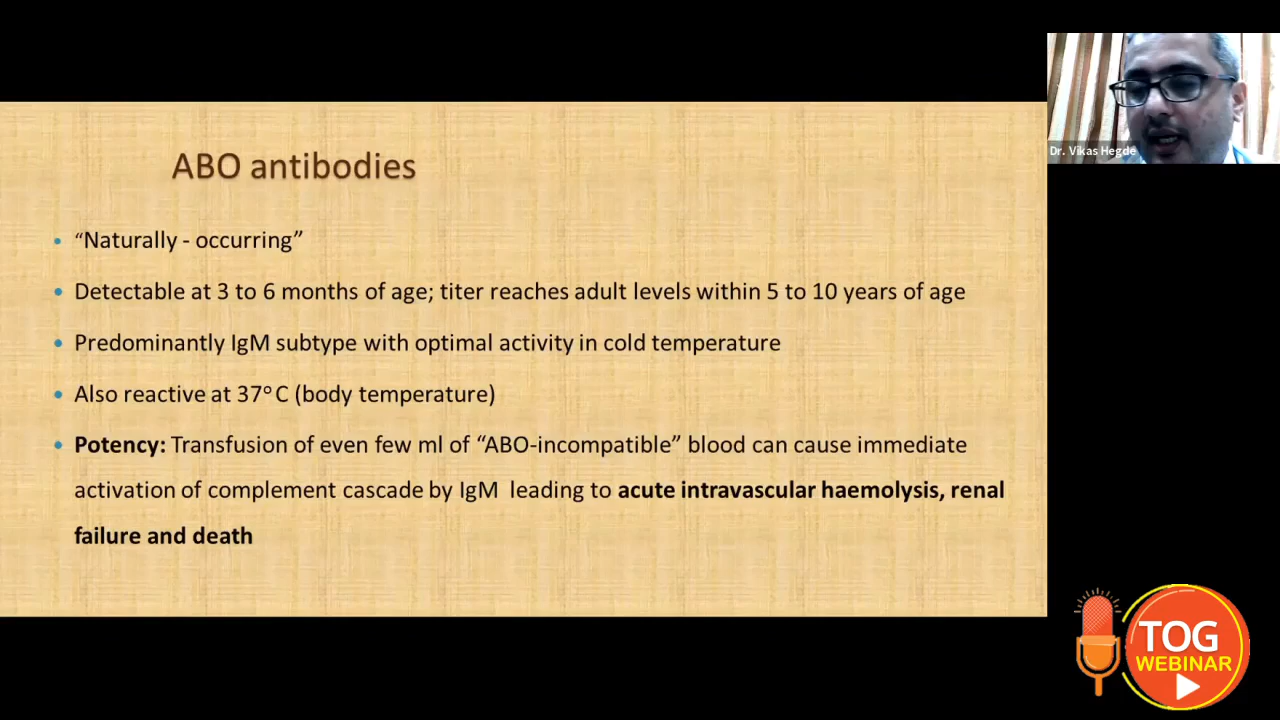 ABO antibodies
• “Naturally - occurring”
• Detectable at 3 to 6 months of age; titer reaches adult levels within 5 to 10 years of age
• Predominantly IgM subtype with optimal activity in cold temperature
• Also reactive at 37°C (body temperature)
• Potency: Transfusion of even few ml of “ABO-incompatible” blood can cause immediate
activation of complement cascade by IgM leading to acute intravascular haemolysis, renal
failure and death
Dr. Vikas Hegde
TOG
WEBINAR